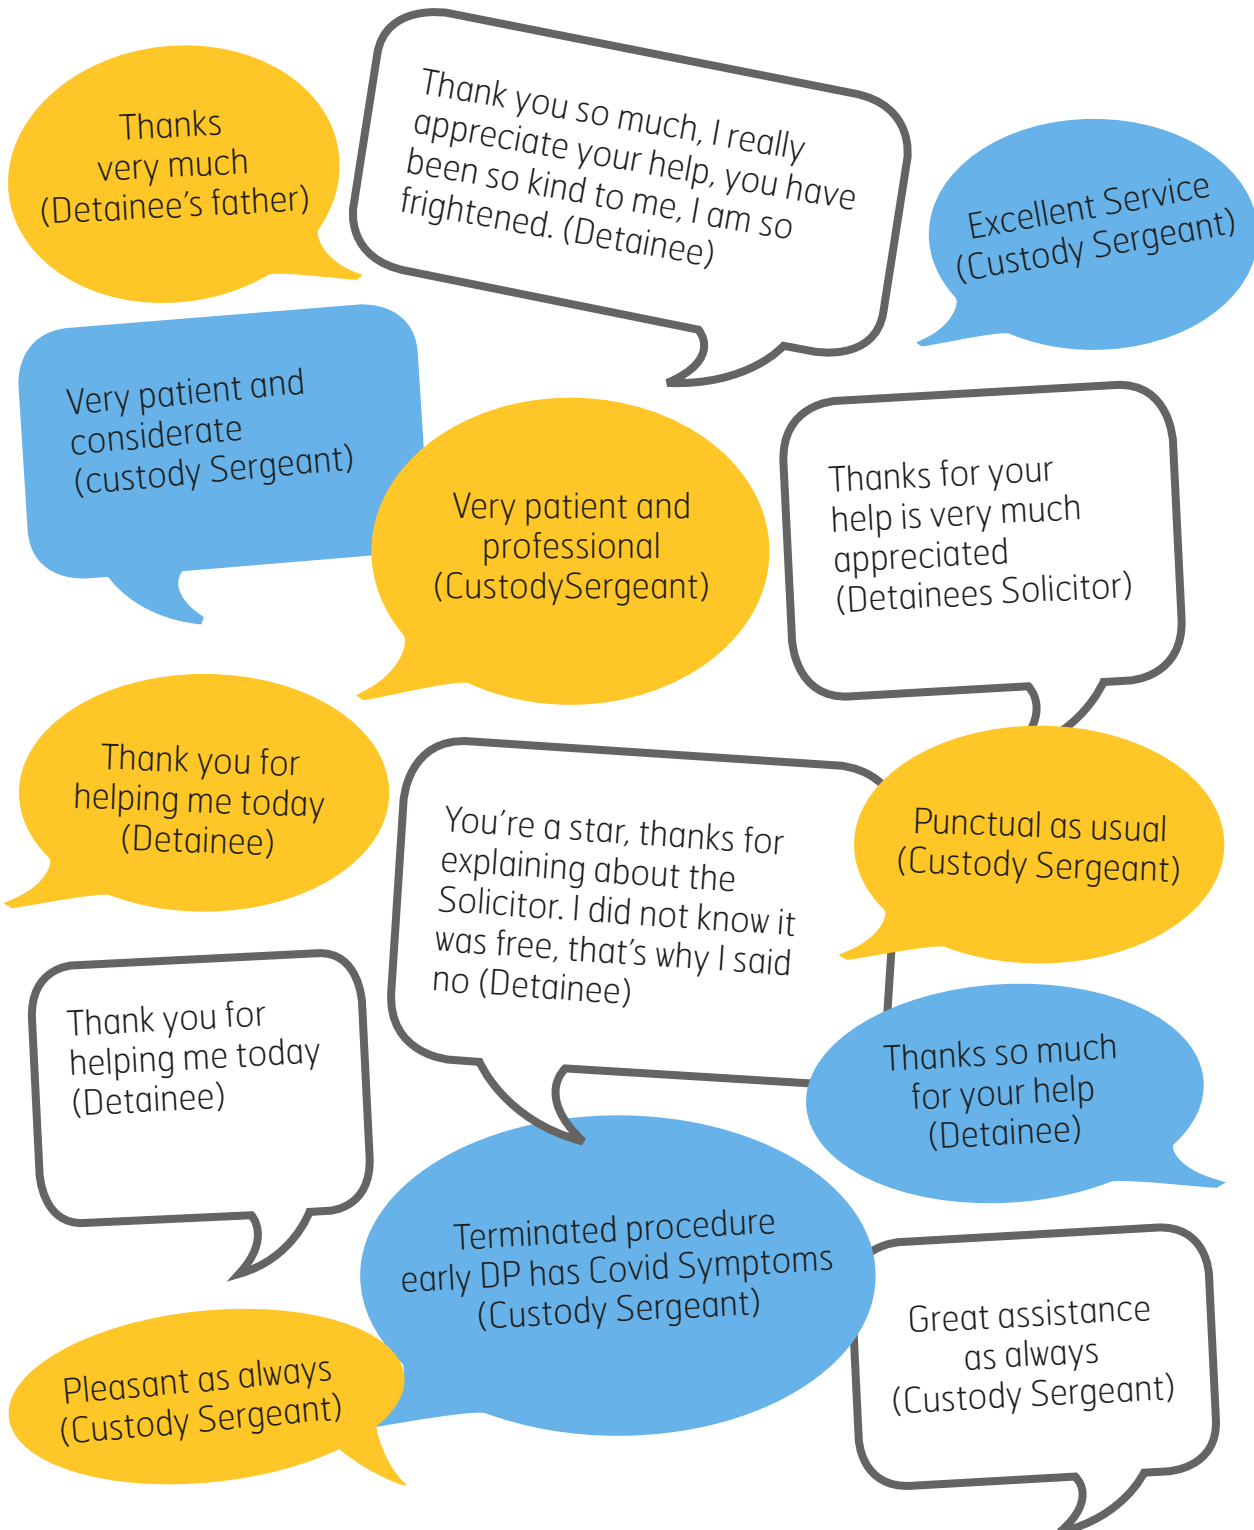 Thanks
very much
(Detainee's father)
Thank you so much, I really
appreciate your help, you have
been so kind to me, I am so
frightened. (Detainee)
Excellent Service
(Custody Sergeant)
Very patient and
considerate
(custody Sergeant)
Very patient and
professional
(CustodySergeant)
Thanks for your
help is very much
appreciated
(Detainees Solicitor)
Thank you for
helping me today
(Detainee)
You're a star, thanks for
explaining about the
Solicitor. I did not know it
was free, that's why I said
no (Detainee)
Punctual as usual
(Custody Sergeant)
Thank you for
helping me today
(Detainee)
Thanks so much
for your help
(Detainee)
Terminated procedure
early DP has Covid Symptoms
(Custody Sergeant)
Pleasant as always
(Custody Sergeant)
Great assistance
as always
(Custody Sergeant)